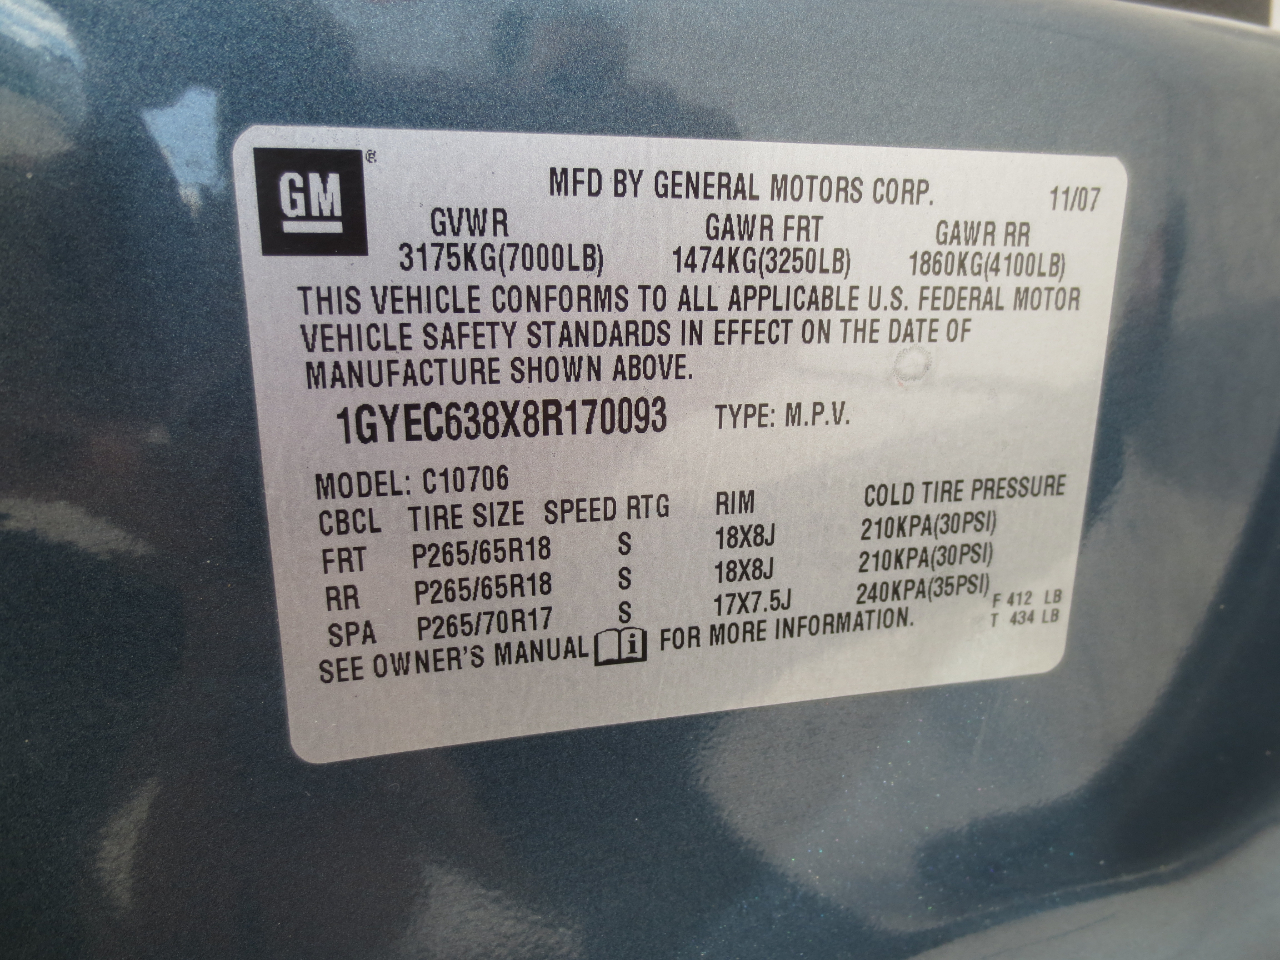 GM ®
MFD BY GENERAL MOTORS CORP. 11/07
GVWR GAWR FRT GAWR RR
3175KG(7000LB) 1474KG(3250LB) 1860KG(4100LB)
THIS VEHICLE CONFORMS TO ALL APPLICABLE U.S. FEDERAL MOTOR
VEHICLE SAFETY STANDARDS IN EFFECT ON THE DATE OF
MANUFACTURE SHOWN ABOVE.
1GYEC638X8R170093 TYPE: M.P.V.
MODEL: C10706
CBCL TIRE SIZE SPEED RTG RIM COLD TIRE PRESSURE
FRT P265/65R18 S 18X8J 210KPA(30PSI)
RR P265/65R18 S 18X8J 210KPA(30PSI)
SPA P265/70R17 S 17X7.5J 240KPA(35PSI) F 412 LB
SEE OWNER'S MANUAL i FOR MORE INFORMATION. T 434 LB